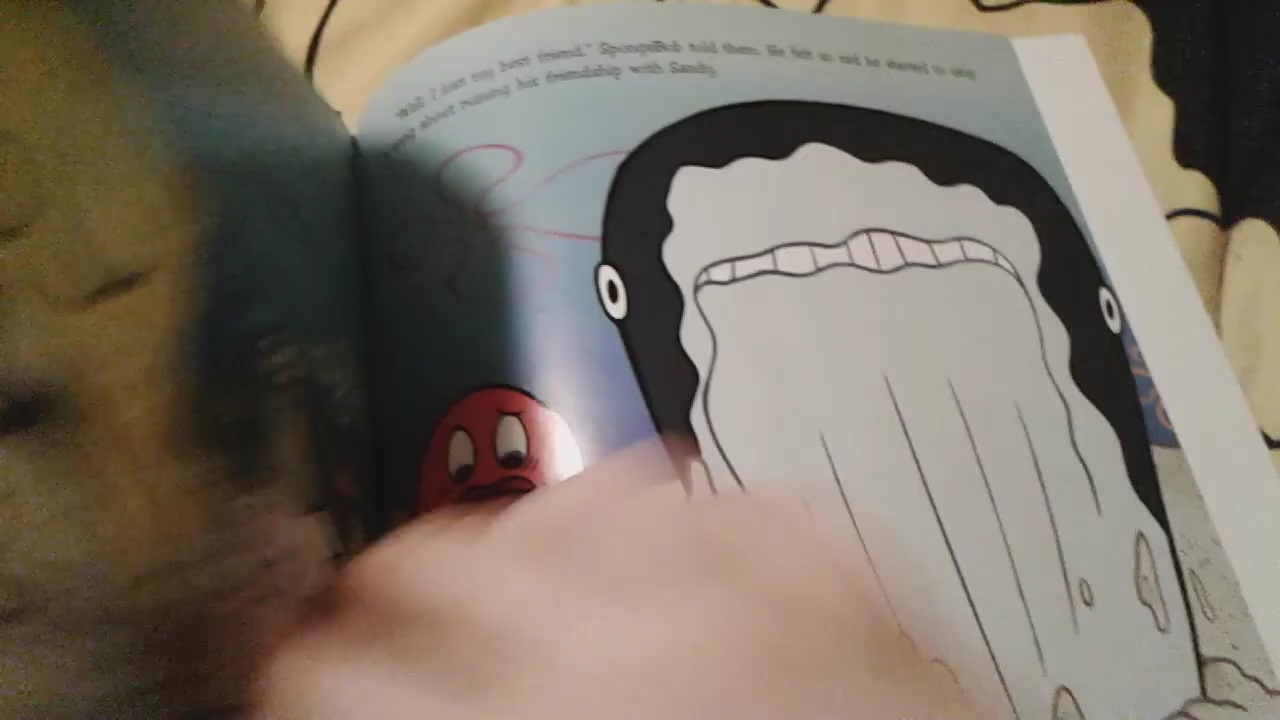 I lost my best friend." SpongeBob told them. He felt so sad he started to sing
about ruining his friendship with Sandy.